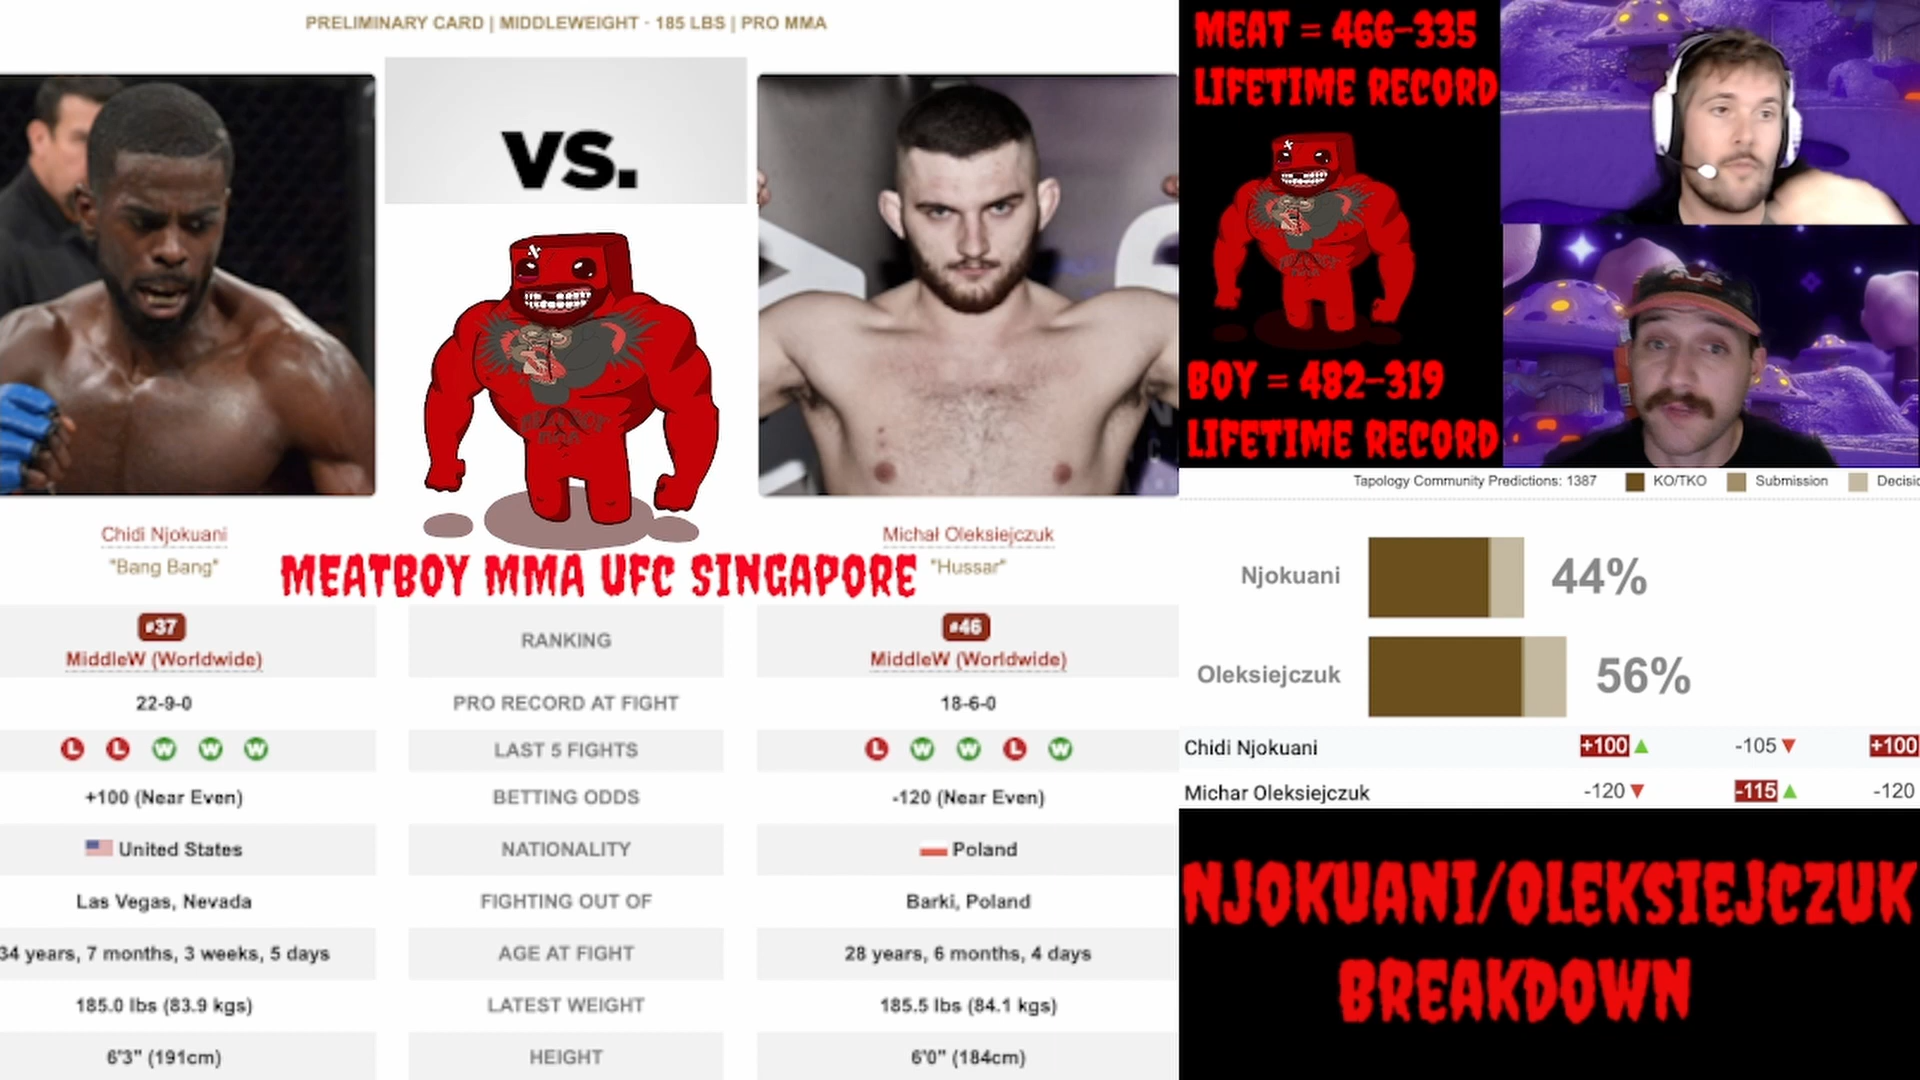 PRELIMINARY CARD | MIDDLEWEIGHT · 185 LBS | PRO MMA
VS.
Chidi Njokuani
"Bang Bang"
Michał Oleksiejczuk
"Hussar"
MEATBOY MMA UFC SINGAPORE
#37
MiddleW (Worldwide)
RANKING
#46
MiddleW (Worldwide)
22-9-0
PRO RECORD AT FIGHT
18-6-0
L L W W W
LAST 5 FIGHTS
L W W L W
+100 (Near Even)
BETTING ODDS
-120 (Near Even)
United States
NATIONALITY
Poland
Las Vegas, Nevada
FIGHTING OUT OF
Barki, Poland
34 years, 7 months, 3 weeks, 5 days
AGE AT FIGHT
28 years, 6 months, 4 days
185.0 lbs (83.9 kgs)
LATEST WEIGHT
185.5 lbs (84.1 kgs)
6'3" (191cm)
HEIGHT
6'0" (184cm)
MEAT = 466-335
LIFETIME RECORD
BOY = 482-319
LIFETIME RECORD
Tapology Community Predictions: 1387
KO/TKO
Submission
Decisio
Njokuani
44%
Oleksiejczuk
56%
Chidi Njokuani +100 -105 +100
Michar Oleksiejczuk -120 -115 -120
NJOKUANI/OLEKSIEJCZUK
BREAKDOWN